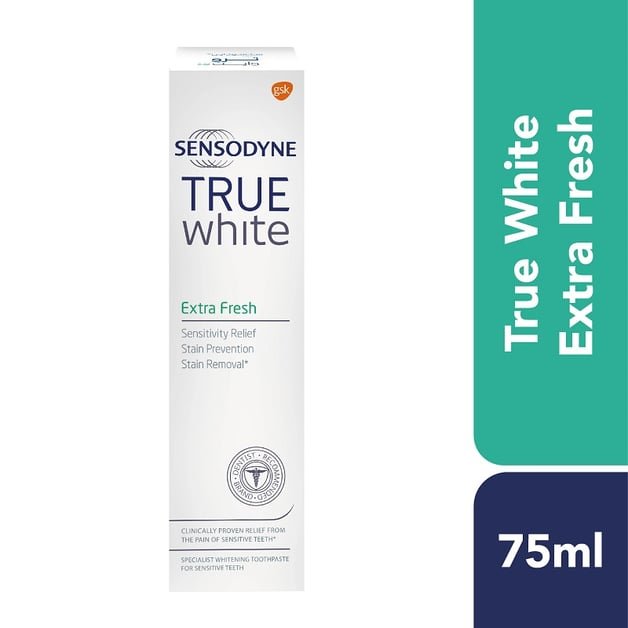 gsk
SENSODYNE
TRUE
white
Extra Fresh
Sensitivity Relief
Stain Prevention
Stain Removal*
DENTIST • RECOMMENDED
BRAND •
CLINICALLY PROVEN RELIEF FROM
THE PAIN OF SENSITIVE TEETH*
SPECIALIST WHITENING TOOTHPASTE
FOR SENSITIVE TEETH
True White
Extra Fresh
75ml